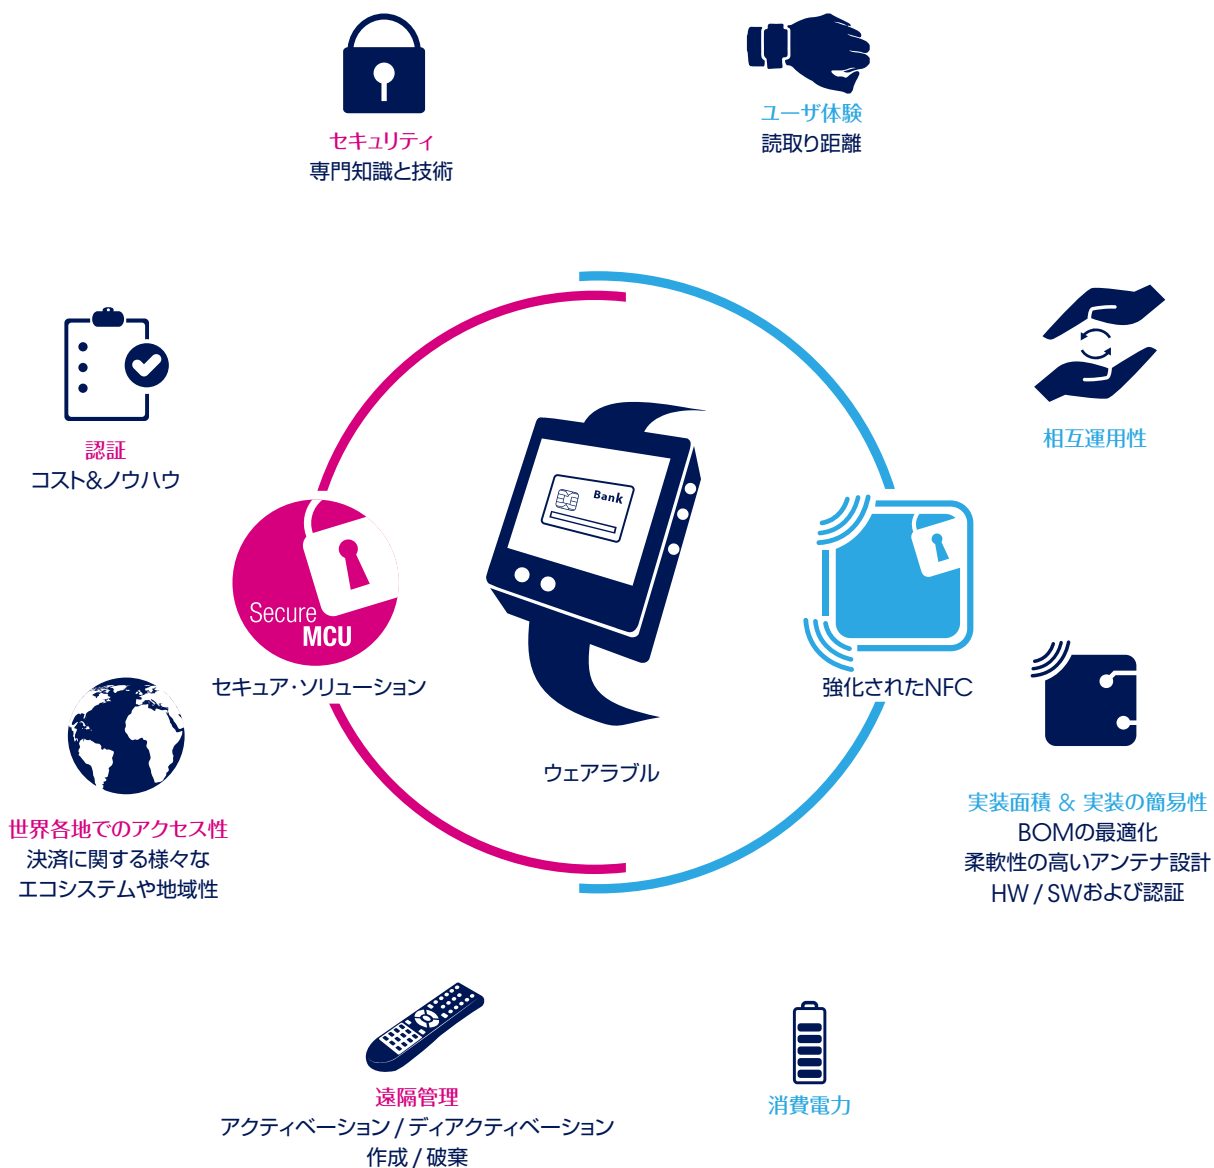 セキュリティ
専門知識と技術
ユーザ体験
読取り距離
認証
コスト&ノウハウ
相互運用性
Bank
Secure
MCU
セキュア・ソリューション
強化されたNFC
ウェアラブル
世界各地でのアクセス性
決済に関する様々な
エコシステムや地域性
実装面積 & 実装の簡易性
BOMの最適化
柔軟性の高いアンテナ設計
HW / SWおよび認証
遠隔管理
アクティベーション / ディアクティベーション
作成 / 破棄
消費電力